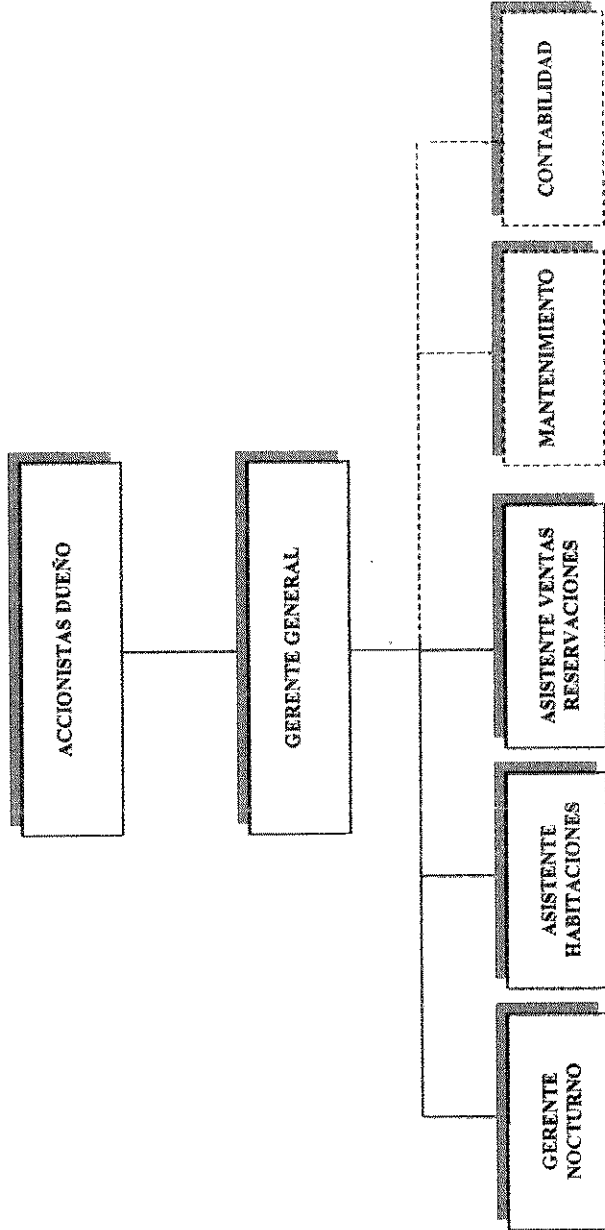 ACCIONISTAS DUEÑO
GERENTE GENERAL
GERENTE
NOCTURNO
ASISTENTE
HABITACIONES
ASISTENTE VENTAS
RESERVACIONES
MANTENIMIENTO
CONTABILIDAD